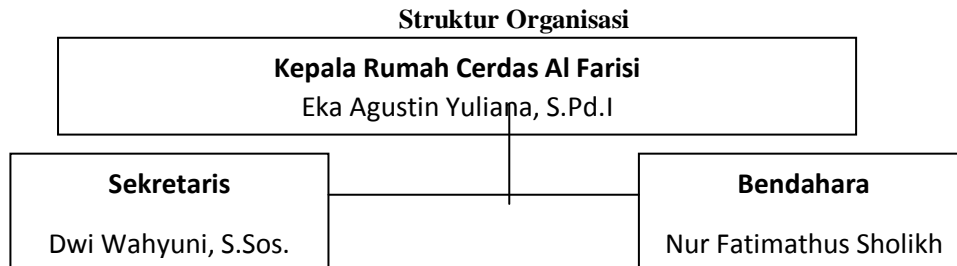 Struktur Organisasi
Kepala Rumah Cerdas Al Farisi
Eka Agustin Yuliana, S.Pd.I
Sekretaris
Dwi Wahyuni, S.Sos.
Bendahara
Nur Fatimathus Sholikh